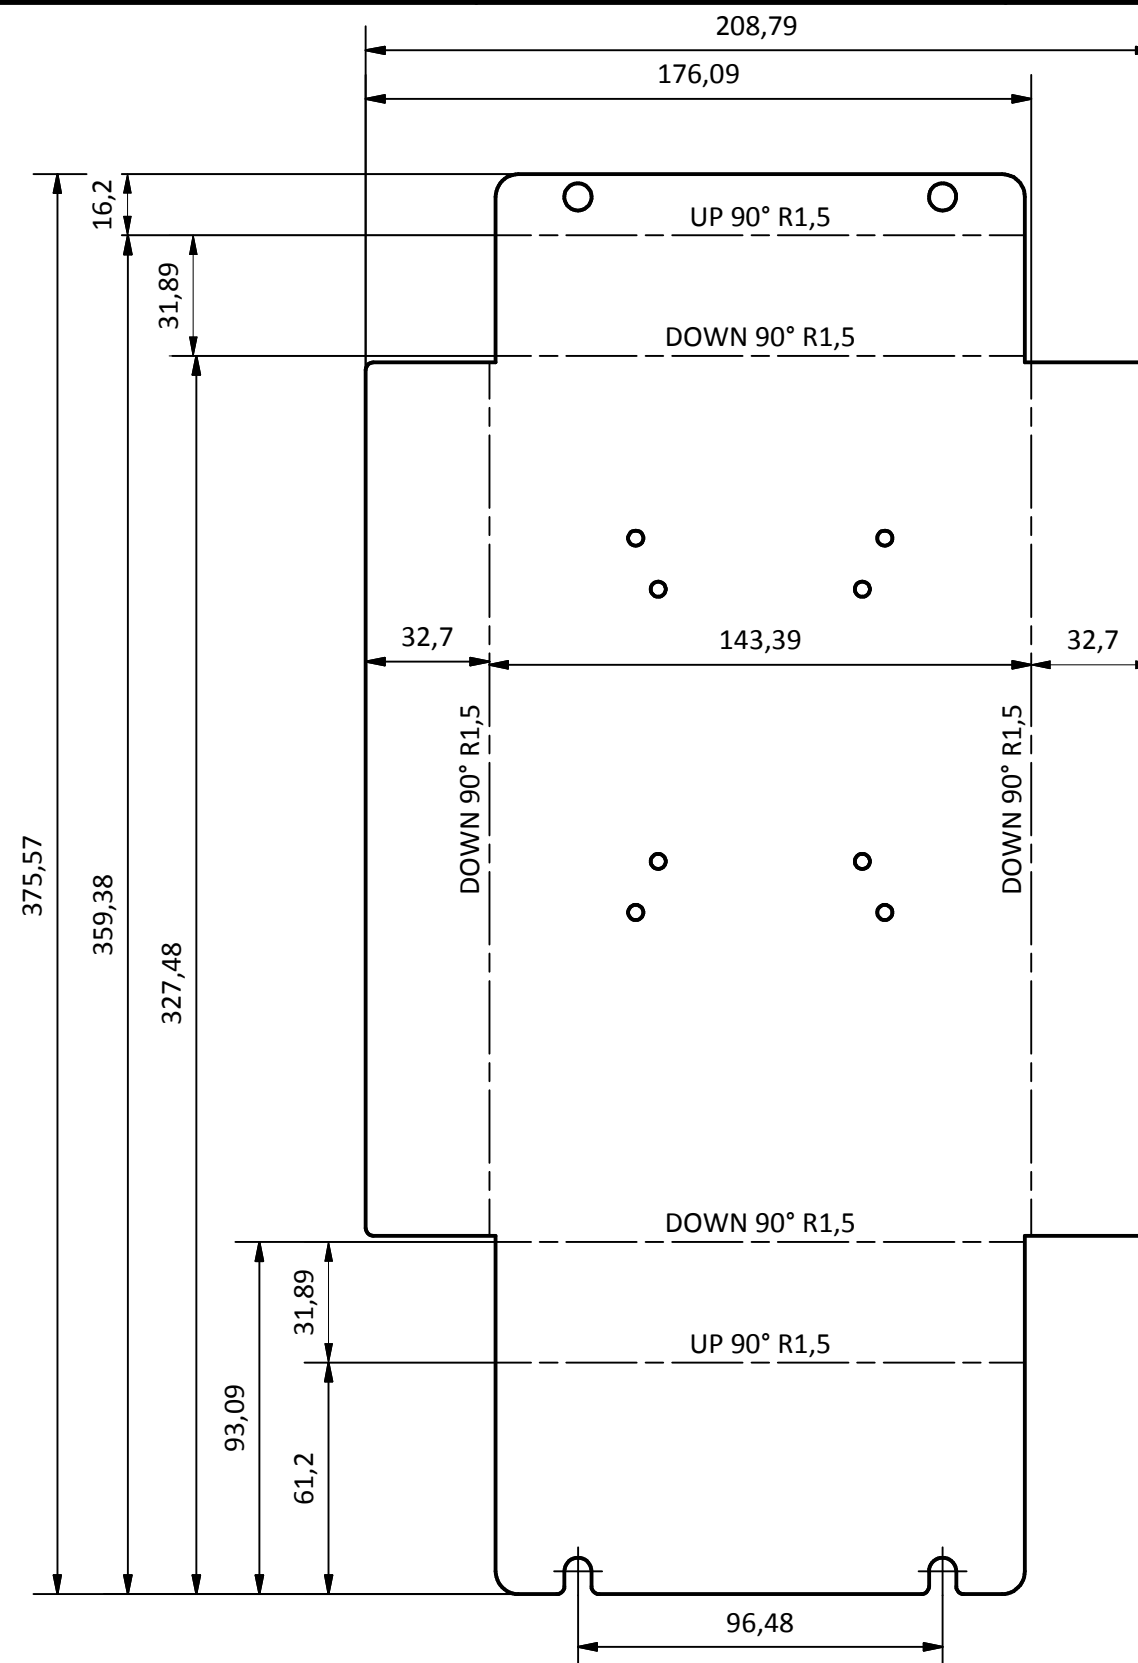 208,79
176,09
16,2
UP 90° R1,5
31,89
DOWN 90° R1,5
32,7
143,39
32,7
DOWN 90° R1,5
DOWN 90° R1,5
375,57
359,38
327,48
DOWN 90° R1,5
31,89
UP 90° R1,5
93,09
61,2
96,48